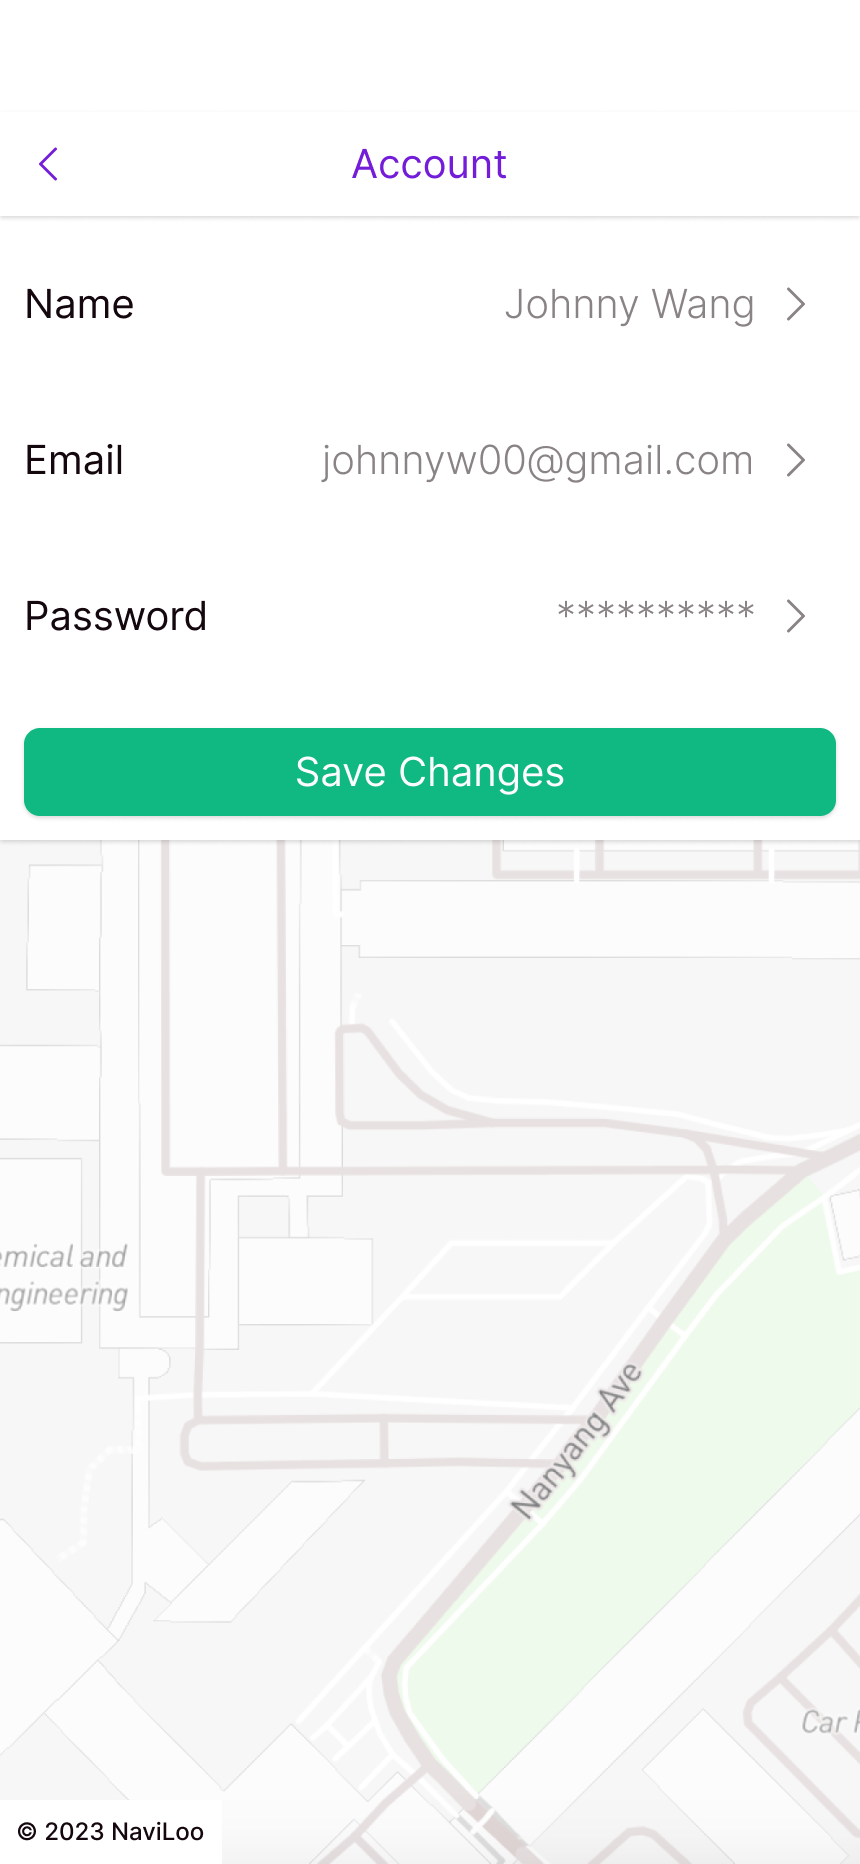 Account
Name Johnny Wang
Email johnnyw00@gmail.com
Password **********
Save Changes
emical and
ngineering
Nanyang Ave
Car
© 2023 NaviLoo